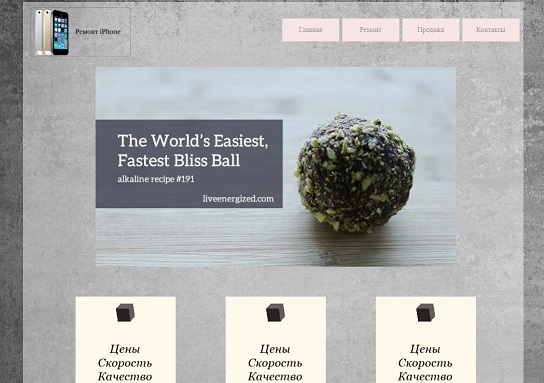 Ремонт iPhone
Главная
Ремонт
Продажа
Контакты
The World's Easiest,
Fastest Bliss Ball
alkaline recipe #191
liveenergized.com
Цены
Скорость
Качество
Цены
Скорость
Качество
Цены
Скорость
Качество